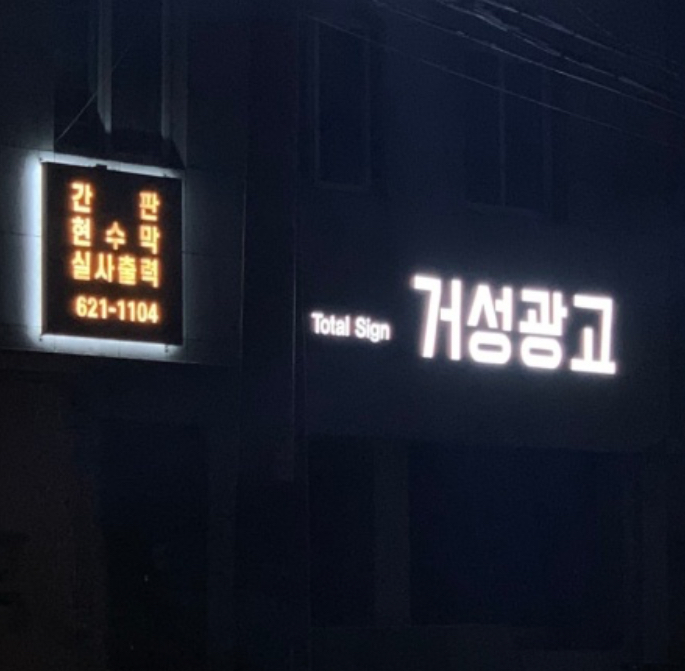 간 판
현 수 막
실사출력
621-1104
Total Sign 거성광고